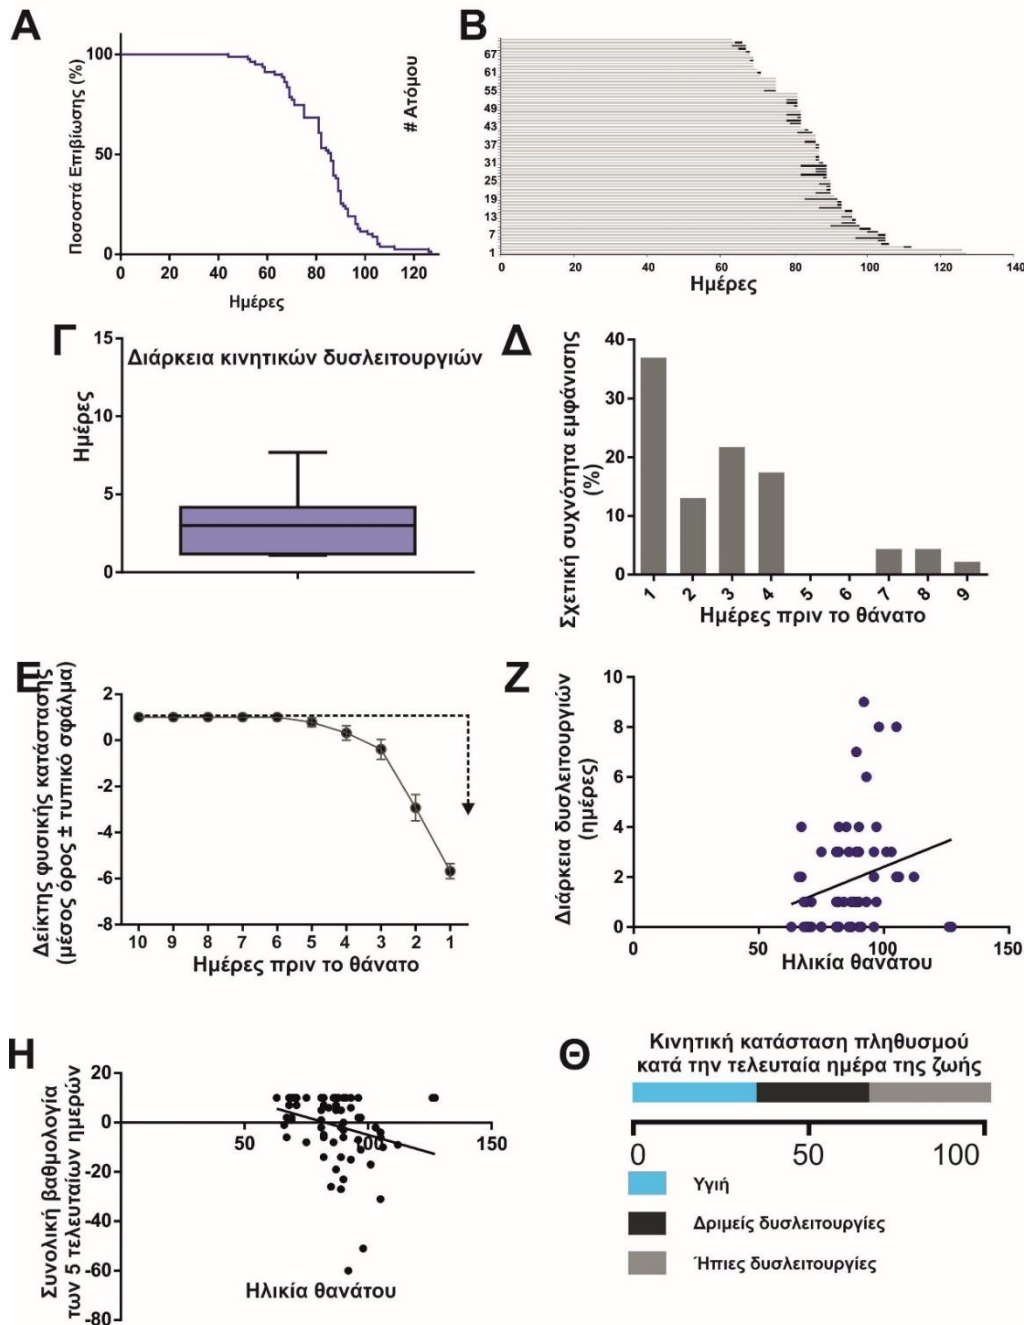 Α
Ποσοστά Επιβίωσης (%)
100
50
0
0 20 40 60 80 100 120
Ημέρες
Β
# Ατόμου
67
61
55
49
43
37
31
25
19
13
7
1
0 20 40 60 80 100 120 140
Ημέρες
Γ
Διάρκεια κινητικών δυσλειτουργιών
Ημέρες
15
10
5
0
Δ
Σχετική συχνότητα εμφάνισης
(%)
40
30
20
10
0
1 2 3 4 5 6 7 8 9
Ημέρες πριν το θάνατο
Ε
Δείκτης φυσικής κατάστασης
(μέσος όρος ± τυπικό σφάλμα)
2
0
-2
-4
-6
-8
10 9 8 7 6 5 4 3 2 1
Ημέρες πριν το θάνατο
Ζ
Διάρκεια δυσλειτουργιών
(ημέρες)
10
8
6
4
2
0
0 50 100 150
Ηλικία θανάτου
Η
Συνολική βαθμολογία
των 5 τελευταίων ημερών
20
0
-20
-40
-60
-80
50 100 150
Ηλικία θανάτου
Θ
Κινητική κατάσταση πληθυσμού
κατά την τελευταία ημέρα της ζωής
0 50 100
Υγιή
Δριμείς δυσλειτουργίες
Ήπιες δυσλειτουργίες